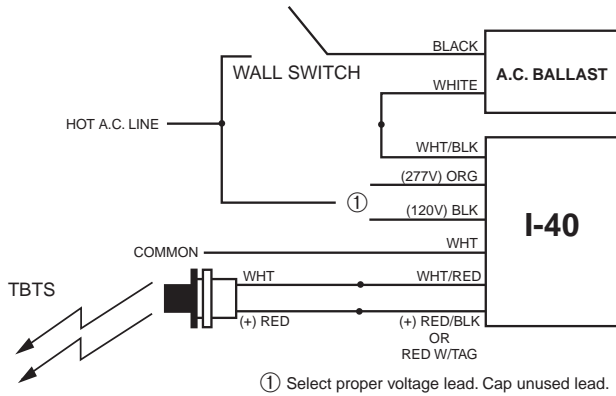 BLACK
WALL SWITCH
A.C. BALLAST
WHITE
HOT A.C. LINE
WHT/BLK
(277V) ORG
①
(120V) BLK
I-40
WHT
COMMON
TBTS
WHT
WHT/RED
(+) RED
(+) RED/BLK
OR
RED W/TAG
① Select proper voltage lead. Cap unused lead.